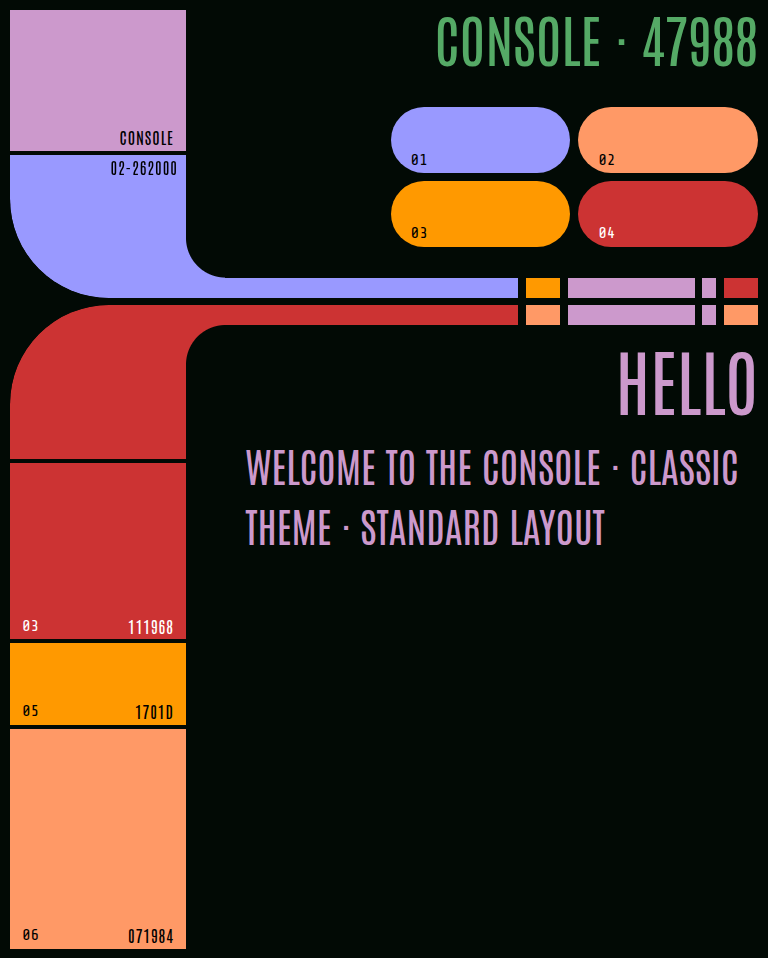 CONSOLE · 47988
CONSOLE
02-262000
01
02
03
04
HELLO
WELCOME TO THE CONSOLE · CLASSIC
THEME · STANDARD LAYOUT
03 111968
05 1701D
06 071984